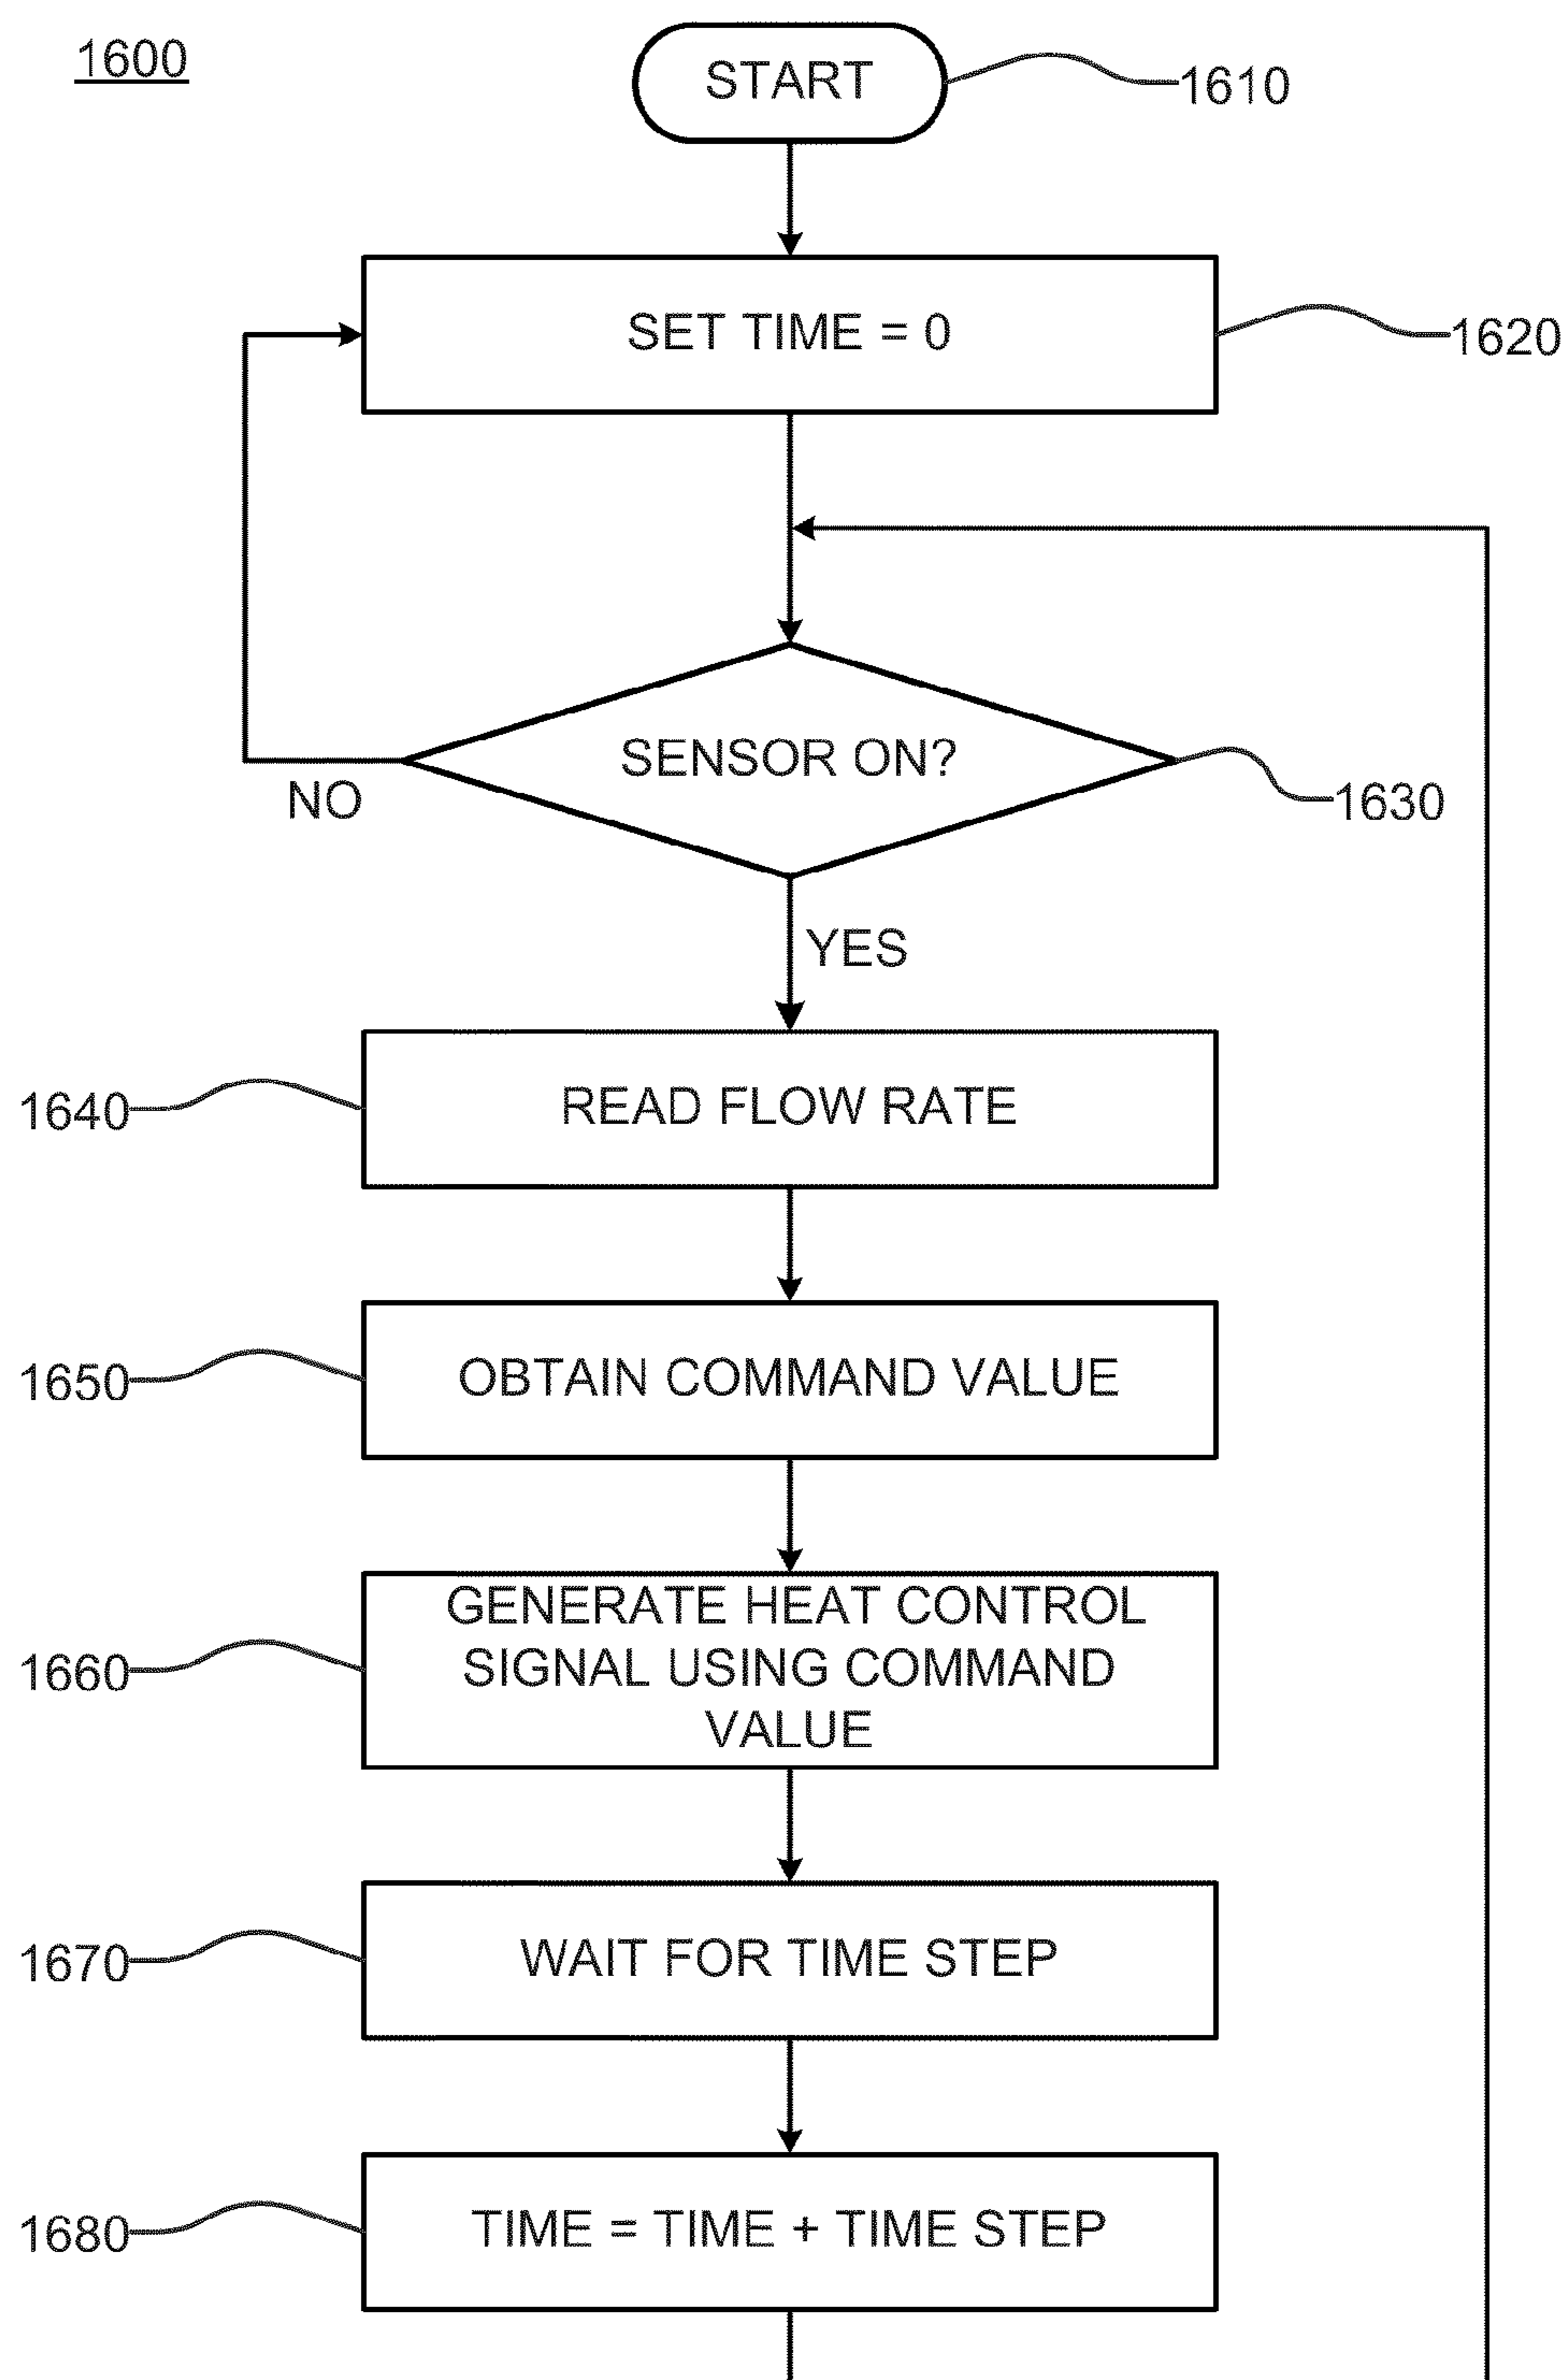 1600
START
1610
SET TIME = 0
1620
SENSOR ON?
1630
NO
YES
READ FLOW RATE
1640
OBTAIN COMMAND VALUE
1650
GENERATE HEAT CONTROL
SIGNAL USING COMMAND
VALUE
1660
WAIT FOR TIME STEP
1670
TIME = TIME + TIME STEP
1680